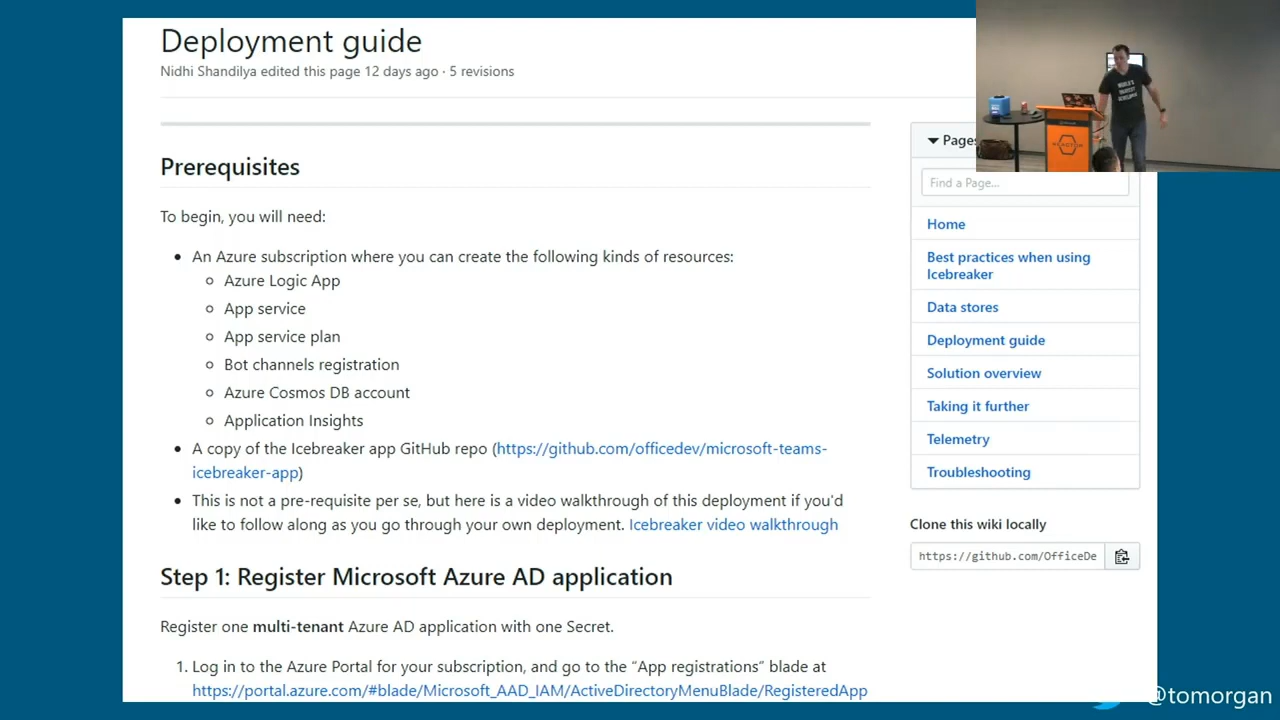 Deployment guide
Nidhi Shandilya edited this page 12 days ago · 5 revisions
Prerequisites
To begin, you will need:
An Azure subscription where you can create the following kinds of resources:
Azure Logic App
App service
App service plan
Bot channels registration
Azure Cosmos DB account
Application Insights
A copy of the Icebreaker app GitHub repo (https://github.com/officedev/microsoft-teams-
icebreaker-app)
This is not a pre-requisite per se, but here is a video walkthrough of this deployment if you'd
like to follow along as you go through your own deployment. Icebreaker video walkthrough
Step 1: Register Microsoft Azure AD application
Register one multi-tenant Azure AD application with one Secret.
1. Log in to the Azure Portal for your subscription, and go to the “App registrations” blade at
https://portal.azure.com/#blade/Microsoft_AAD_IAM/ActiveDirectoryMenuBlade/RegisteredApp
Pages
Find a Page...
Home
Best practices when using
Icebreaker
Data stores
Deployment guide
Solution overview
Taking it further
Telemetry
Troubleshooting
Clone this wiki locally
https://github.com/OfficeDe
REACTOR
@tomorgan